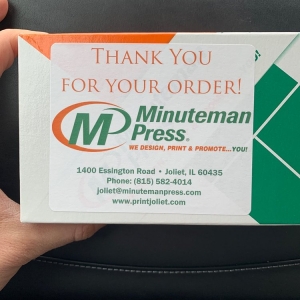 THANK YOU
FOR YOUR ORDER!
MP Minuteman
Press®
WE DESIGN, PRINT & PROMOTE...YOU!
1400 Essington Road • Joliet, IL 60435
Phone: (815) 582-4014
joliet@minutemanpress.com
www.printjoliet.com